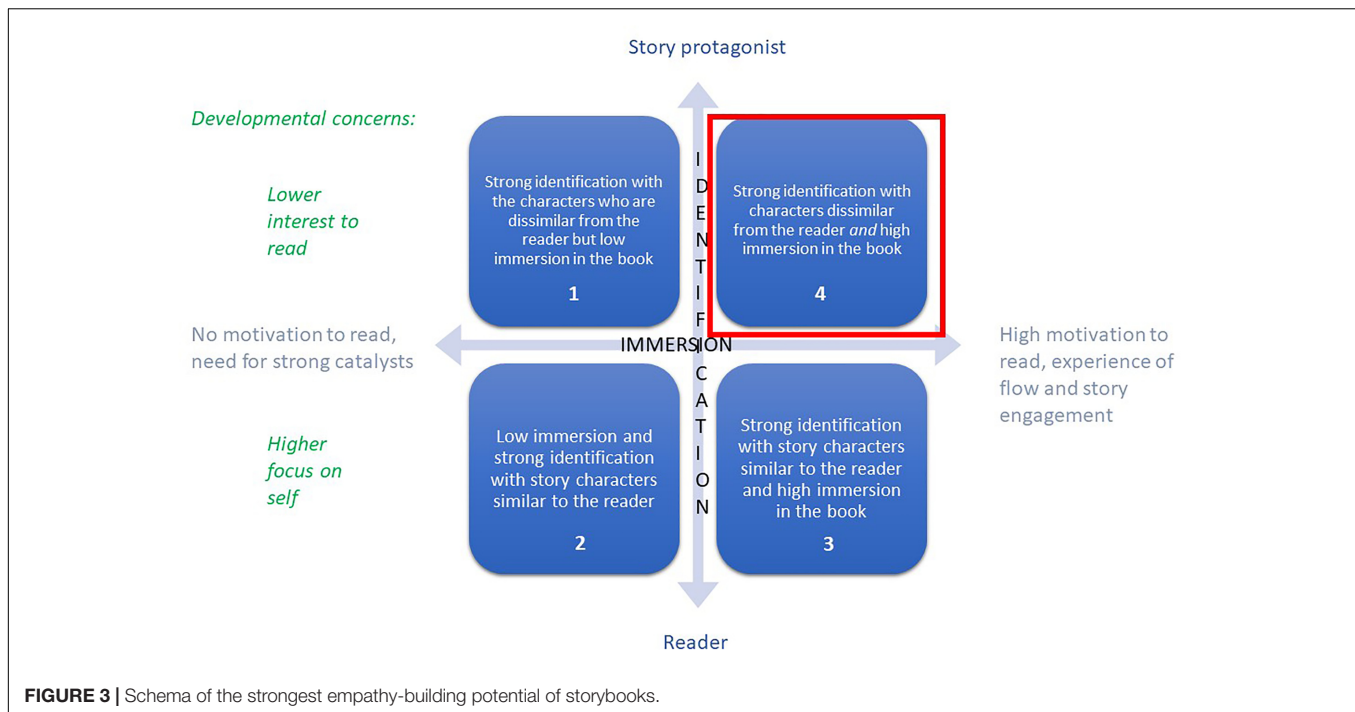 Story protagonist
Developmental concerns:
Lower
interest to
read
Strong identification with
the characters who are
dissimilar from the
reader but low
immersion in the book
1
Strong identification with
characters dissimilar
from the reader and high
immersion in the book
4
IDENTIFICATION
No motivation to read,
need for strong catalysts
IMMERSION
High motivation to
read, experience of
flow and story
engagement
Higher
focus on
self
Low immersion and
strong identification
with story characters
similar to the reader
2
Strong identification
with story characters
similar to the reader
and high immersion
in the book
3
Reader
FIGURE 3 | Schema of the strongest empathy-building potential of storybooks.